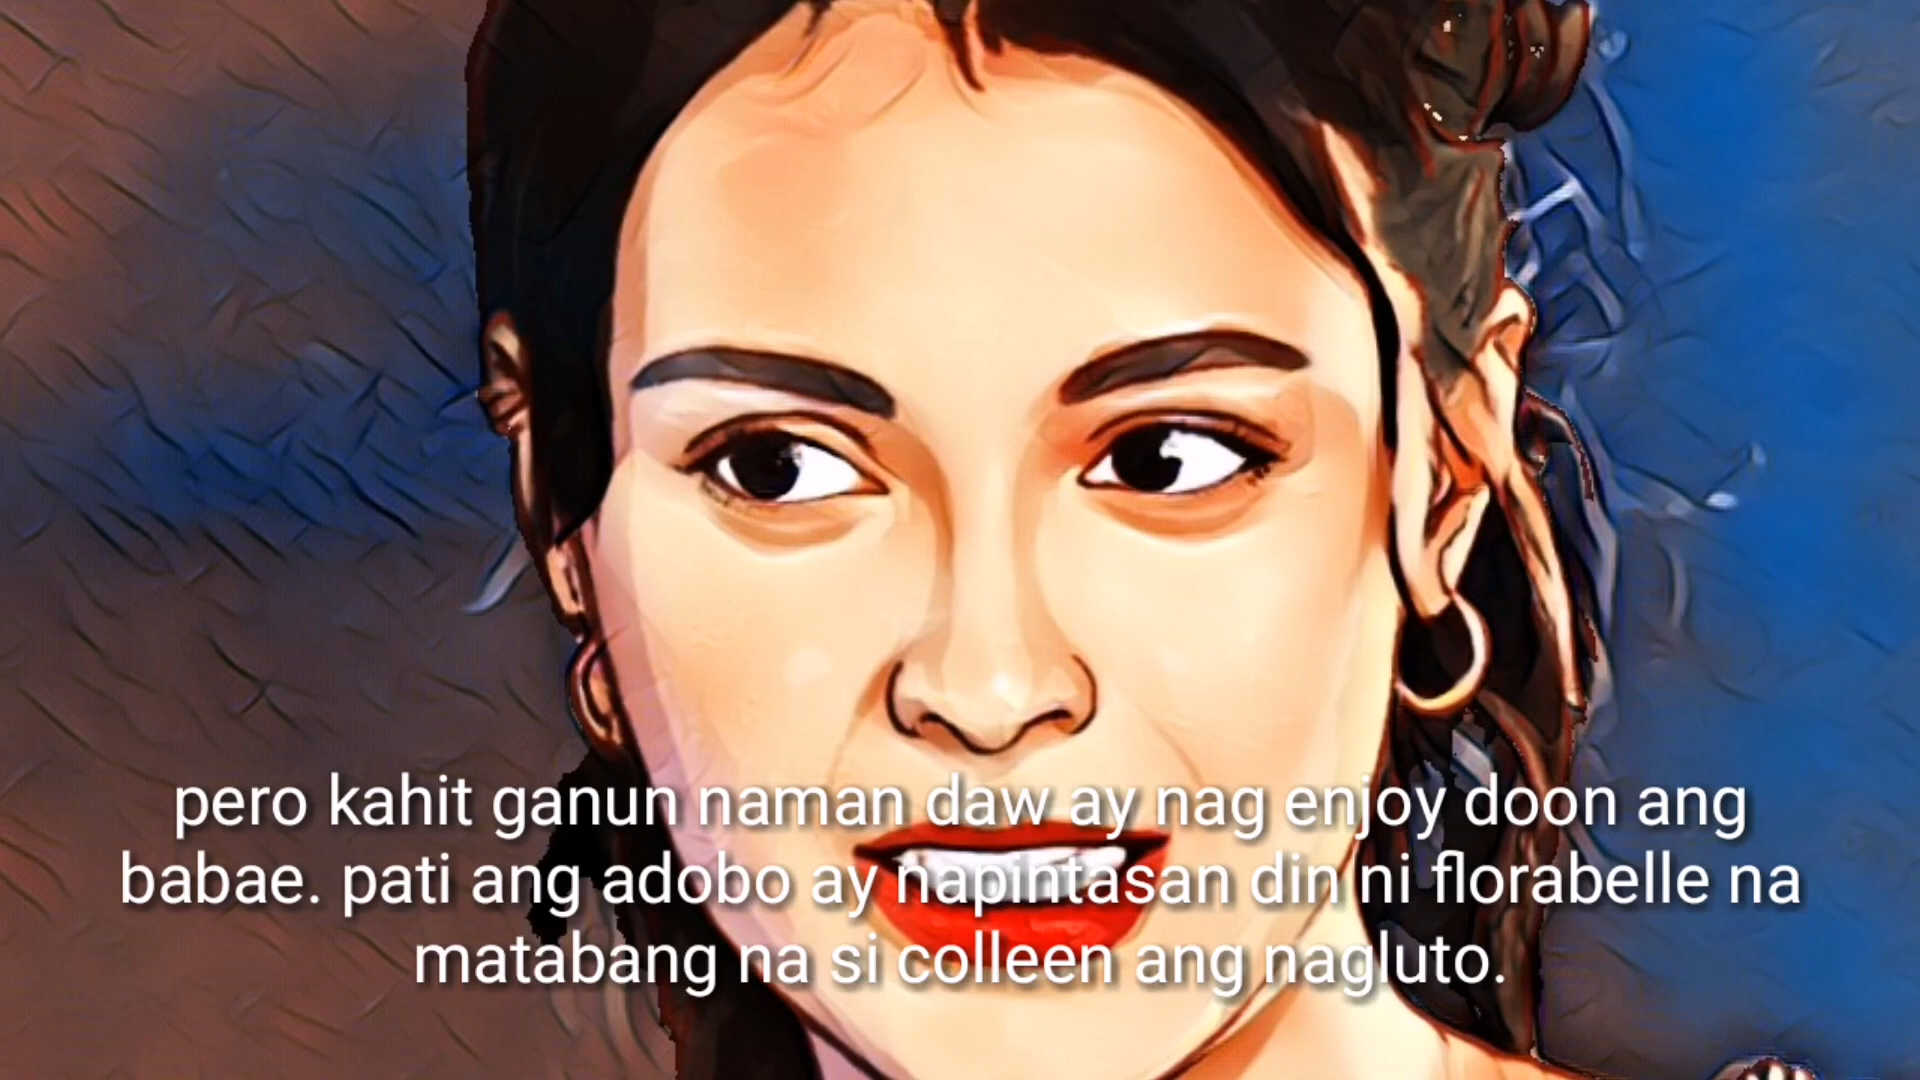 pero kahit ganun naman daw ay nag enjoy doon ang
babae. pati ang adobo ay napintasan din ni florabelle na
matabang na si colleen ang nagluto.